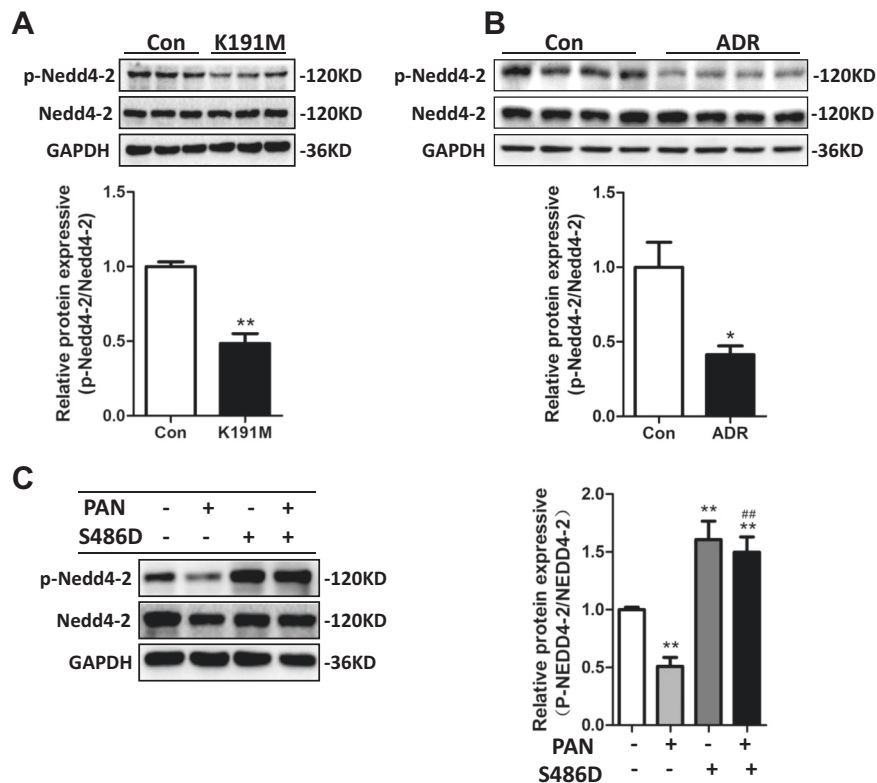 A
Con K191M
p-Nedd4-2 -120KD
Nedd4-2 -120KD
GAPDH -36KD
Relative protein expressive
(p-Nedd4-2/Nedd4-2)
1.5
1.0
0.5
0.0
**
Con K191M
B
Con ADR
p-Nedd4-2 -120KD
Nedd4-2 -120KD
GAPDH -36KD
Relative protein expressive
(p-Nedd4-2/Nedd4-2)
1.5
1.0
0.5
0.0
*
Con ADR
C
PAN - + - +
S486D - - + +
p-Nedd4-2 -120KD
Nedd4-2 -120KD
GAPDH -36KD
Relative protein expressive
（P-NEDD4-2/NEDD4-2）
2.0
1.5
1.0
0.5
0.0
**
**
##
**
PAN - + - +
S486D - - + +